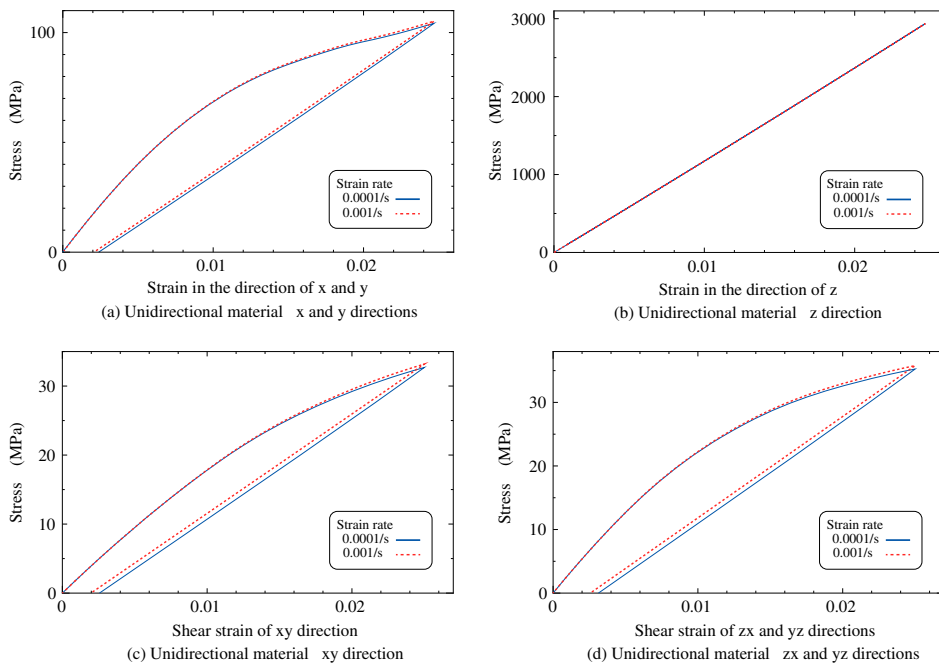 100
50
0
Stress (MPa)
Strain rate
0.0001/s
0.001/s
0
0.01
0.02
Strain in the direction of x and y
(a) Unidirectional material x and y directions
3000
2000
1000
0
Stress (MPa)
Strain rate
0.0001/s
0.001/s
0
0.01
0.02
Strain in the direction of z
(b) Unidirectional material z direction
30
20
10
0
Stress (MPa)
Strain rate
0.0001/s
0.001/s
0
0.01
0.02
Shear strain of xy direction
(c) Unidirectional material xy direction
30
20
10
0
Stress (MPa)
Strain rate
0.0001/s
0.001/s
0
0.01
0.02
Shear strain of zx and yz directions
(d) Unidirectional material zx and yz directions